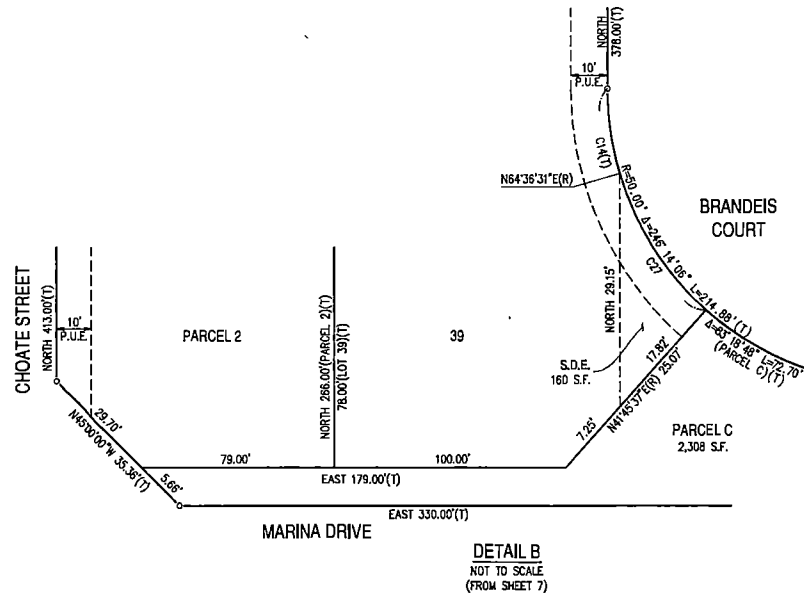 NORTH
378.00'(T)
10'
P.U.E.
C14(T)
N64°36'31"E(R)
R=50.00' Δ=246°14'06" L=214.88'(T)
C27
BRANDEIS
COURT
Δ=83°18'48" L=72.70'
(PARCEL C)(T)
CHOATE STREET
NORTH 413.00'(T)
10'
P.U.E.
PARCEL 2
NORTH 266.00'(PARCEL 2)(T)
78.00'(LOT 39)(T)
39
NORTH 29.15'
S.D.E.
160 S.F.
17.82'
N41°45'37"E(R) 25.07'
7.25'
PARCEL C
2,308 S.F.
29.70'
N45°00'00"W 35.36'(T)
5.66'
79.00'
100.00'
EAST 179.00'(T)
EAST 330.00'(T)
MARINA DRIVE
DETAIL B
NOT TO SCALE
(FROM SHEET 7)